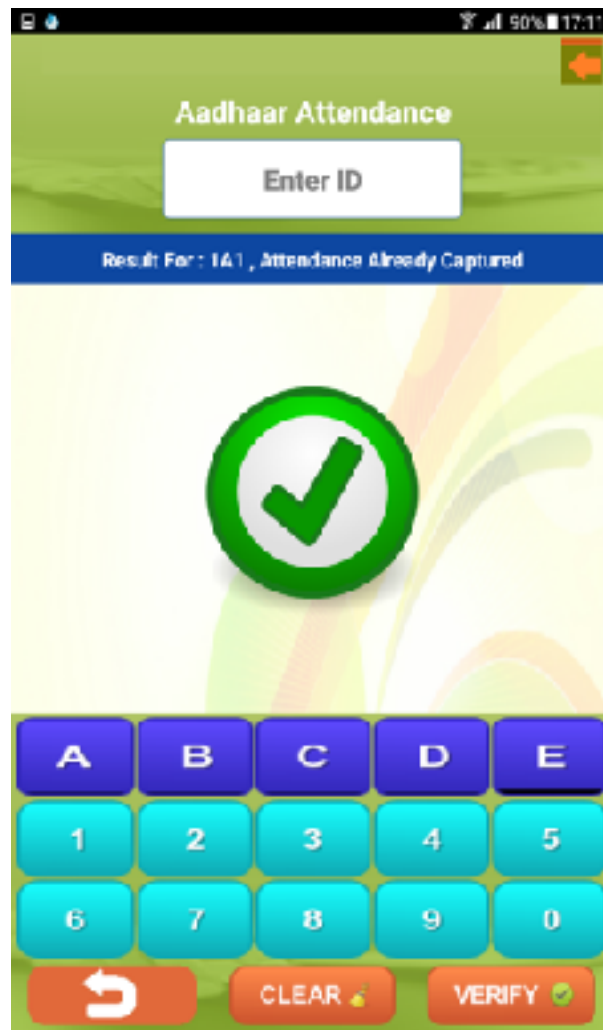 90% 17:11
Aadhaar Attendance
Enter ID
Result For : 1A1 , Attendance Already Captured
A B C D E
1 2 3 4 5
6 7 8 9 0
CLEAR VERIFY